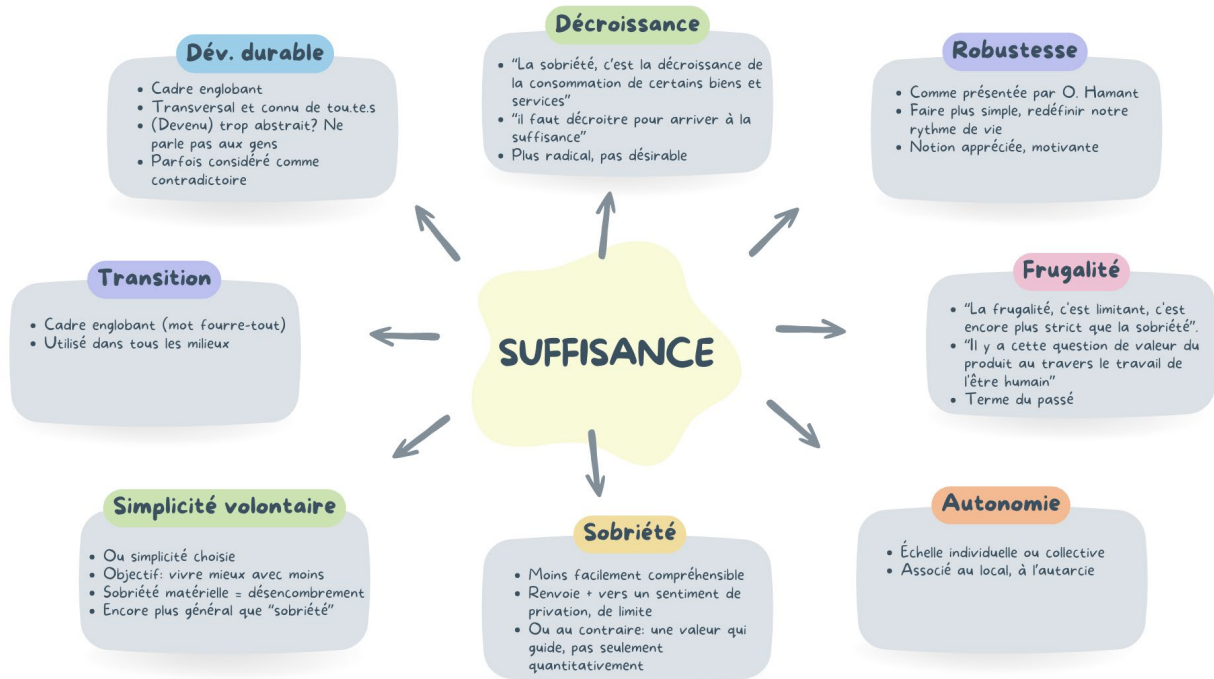 Dév. durable
• Cadre englobant
• Transversal et connu de tou.te.s
• (Devenu) trop abstrait? Ne
parle pas aux gens
• Parfois considéré comme
contradictoire
Décroissance
• "La sobriété, c'est la décroissance de
la consommation de certains biens et
services"
• "il faut décroitre pour arriver à la
suffisance"
• Plus radical, pas désirable
Robustesse
• Comme présentée par O. Hamant
• Faire plus simple, redéfinir notre
rythme de vie
• Notion appréciée, motivante
Transition
• Cadre englobant (mot fourre-tout)
• Utilisé dans tous les milieux
SUFFISANCE
Frugalité
• "La frugalité, c'est limitant, c'est
encore plus strict que la sobriété".
• "Il y a cette question de valeur du
produit au travers le travail de
l'être humain"
• Terme du passé
Simplicité volontaire
• Ou simplicité choisie
• Objectif: vivre mieux avec moins
• Sobriété matérielle = désencombrement
• Encore plus général que "sobriété"
Sobriété
• Moins facilement compréhensible
• Renvoie + vers un sentiment de
privation, de limite
• Ou au contraire: une valeur qui
guide, pas seulement
quantitativement
Autonomie
• Échelle individuelle ou collective
• Associé au local, à l'autarcie